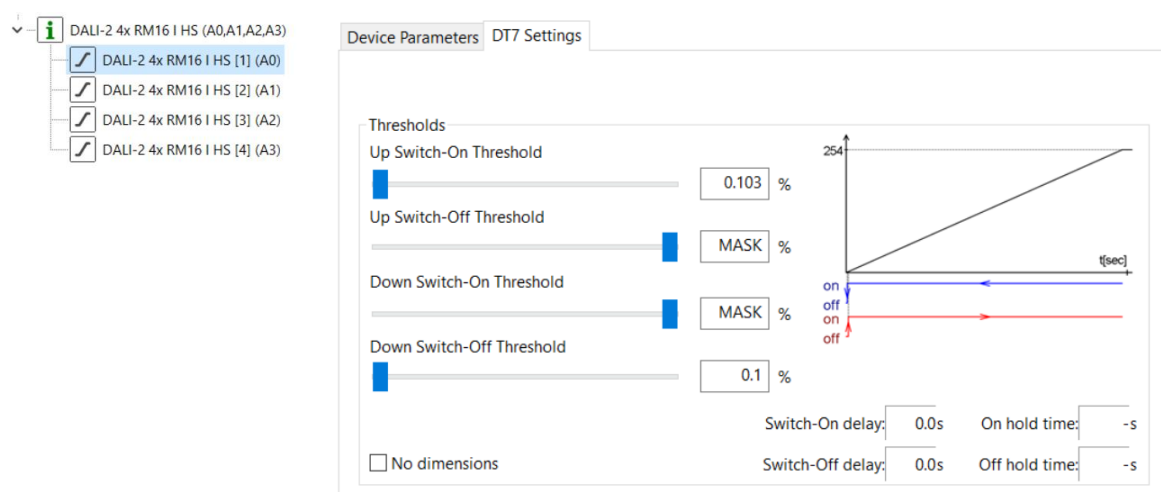 DALI-2 4x RM16 I HS (A0,A1,A2,A3)
DALI-2 4x RM16 I HS [1] (A0)
DALI-2 4x RM16 I HS [2] (A1)
DALI-2 4x RM16 I HS [3] (A2)
DALI-2 4x RM16 I HS [4] (A3)
Device Parameters DT7 Settings
Thresholds
Up Switch-On Threshold
0.103 %
Up Switch-Off Threshold
MASK %
Down Switch-On Threshold
MASK %
Down Switch-Off Threshold
0.1 %
254
t[sec]
on
off
on
off
Switch-On delay: 0.0s On hold time: -s
No dimensions Switch-Off delay: 0.0s Off hold time: -s